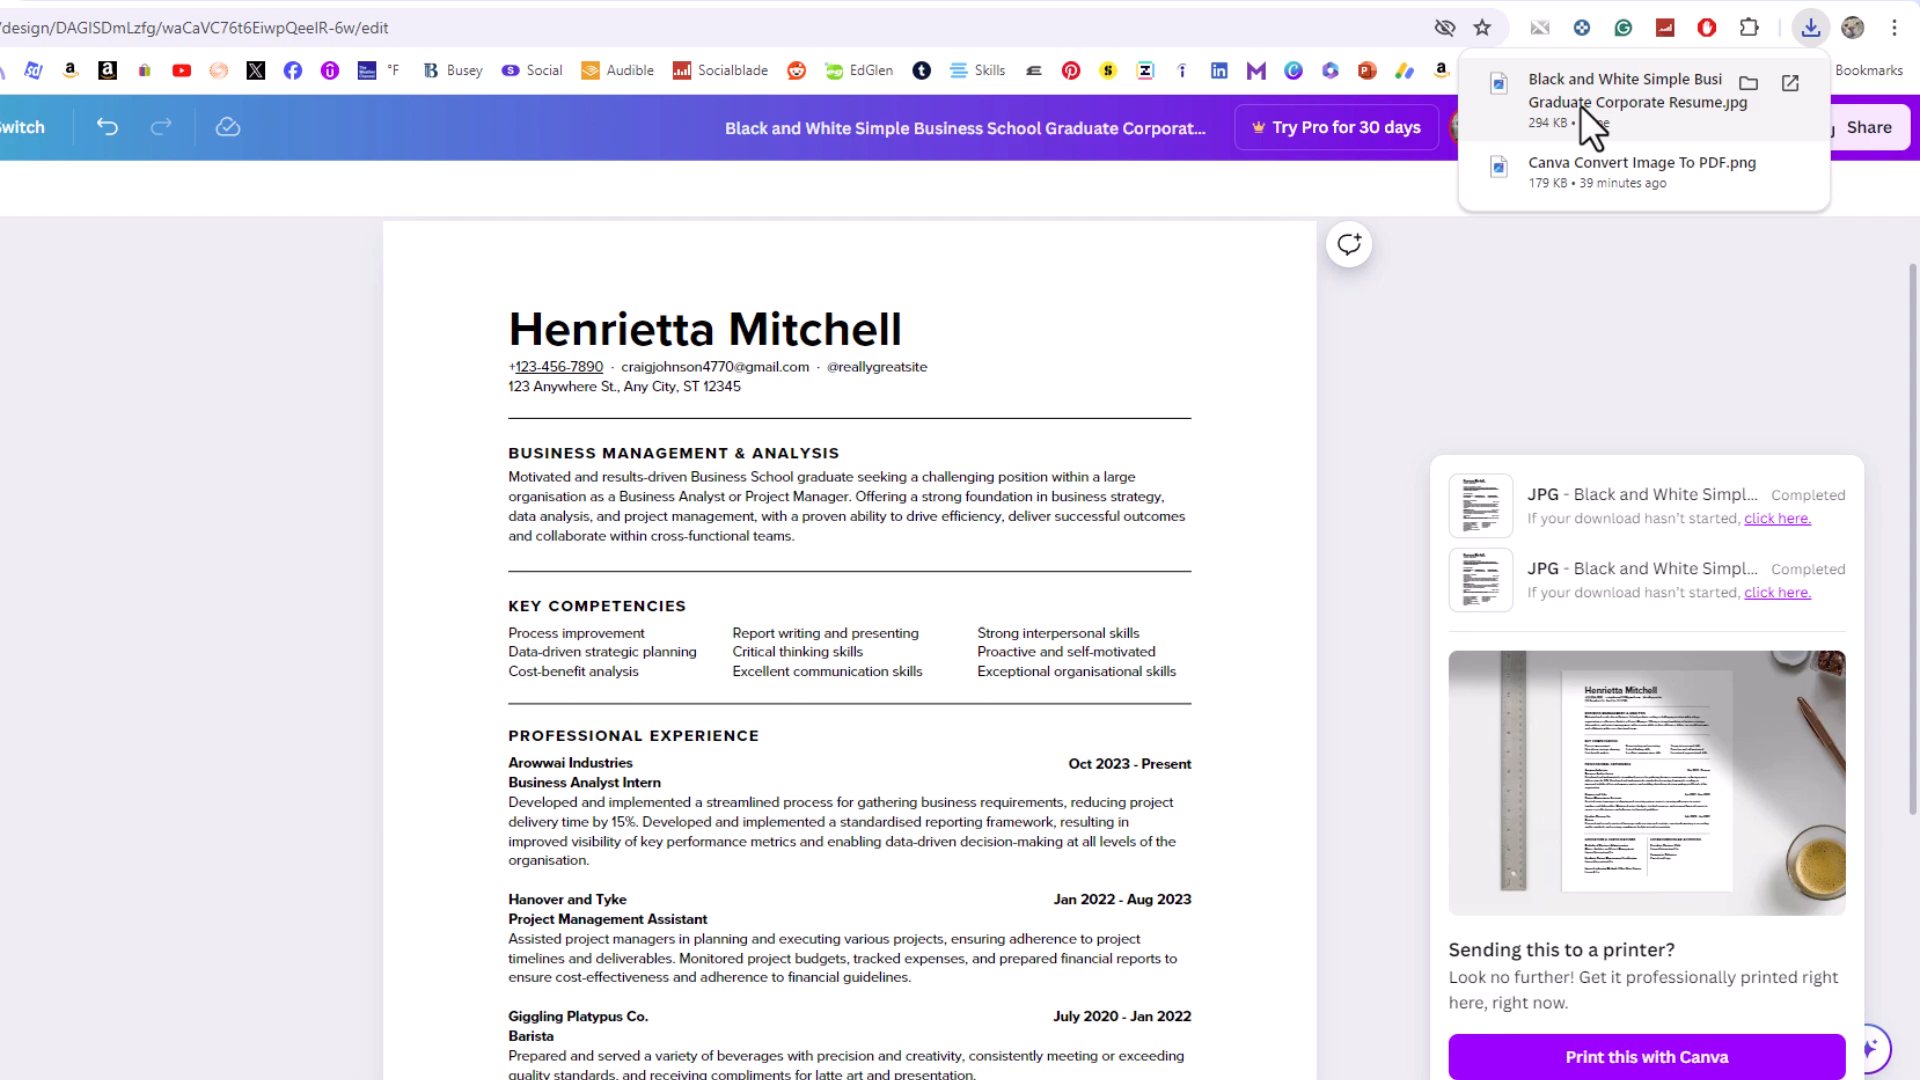 /design/DAGISDmLzfg/waCaVC76t6EiwpQeelR-6w/edit
°F
Busey
Social
Audible
Socialblade
EdGlen
Skills
Bookmarks
Black and White Simple Busi
Graduate Corporate Resume.jpg
294 KB •
Canva Convert Image To PDF.png
179 KB • 39 minutes ago
Black and White Simple Business School Graduate Corporat...
Try Pro for 30 days
Share
Henrietta Mitchell
+123-456-7890 · craigjohnson4770@gmail.com · @reallygreatsite
123 Anywhere St., Any City, ST 12345
BUSINESS MANAGEMENT & ANALYSIS
Motivated and results-driven Business School graduate seeking a challenging position within a large
organisation as a Business Analyst or Project Manager. Offering a strong foundation in business strategy,
data analysis, and project management, with a proven ability to drive efficiency, deliver successful outcomes
and collaborate within cross-functional teams.
KEY COMPETENCIES
Process improvement
Data-driven strategic planning
Cost-benefit analysis
Report writing and presenting
Critical thinking skills
Excellent communication skills
Strong interpersonal skills
Proactive and self-motivated
Exceptional organisational skills
PROFESSIONAL EXPERIENCE
Arowwai Industries
Oct 2023 - Present
Business Analyst Intern
Developed and implemented a streamlined process for gathering business requirements, reducing project
delivery time by 15%. Developed and implemented a standardised reporting framework, resulting in
improved visibility of key performance metrics and enabling data-driven decision-making at all levels of the
organisation.
Hanover and Tyke
Jan 2022 - Aug 2023
Project Management Assistant
Assisted project managers in planning and executing various projects, ensuring adherence to project
timelines and deliverables. Monitored project budgets, tracked expenses, and prepared financial reports to
ensure cost-effectiveness and adherence to financial guidelines.
Giggling Platypus Co.
July 2020 - Jan 2022
Barista
Prepared and served a variety of beverages with precision and creativity, consistently meeting or exceeding
quality standards, and receiving compliments for latte art and presentation.
JPG - Black and White Simpl... Completed
If your download hasn't started, click here.
JPG - Black and White Simpl... Completed
If your download hasn't started, click here.
Henrietta Mitchell
Sending this to a printer?
Look no further! Get it professionally printed right
here, right now.
Print this with Canva